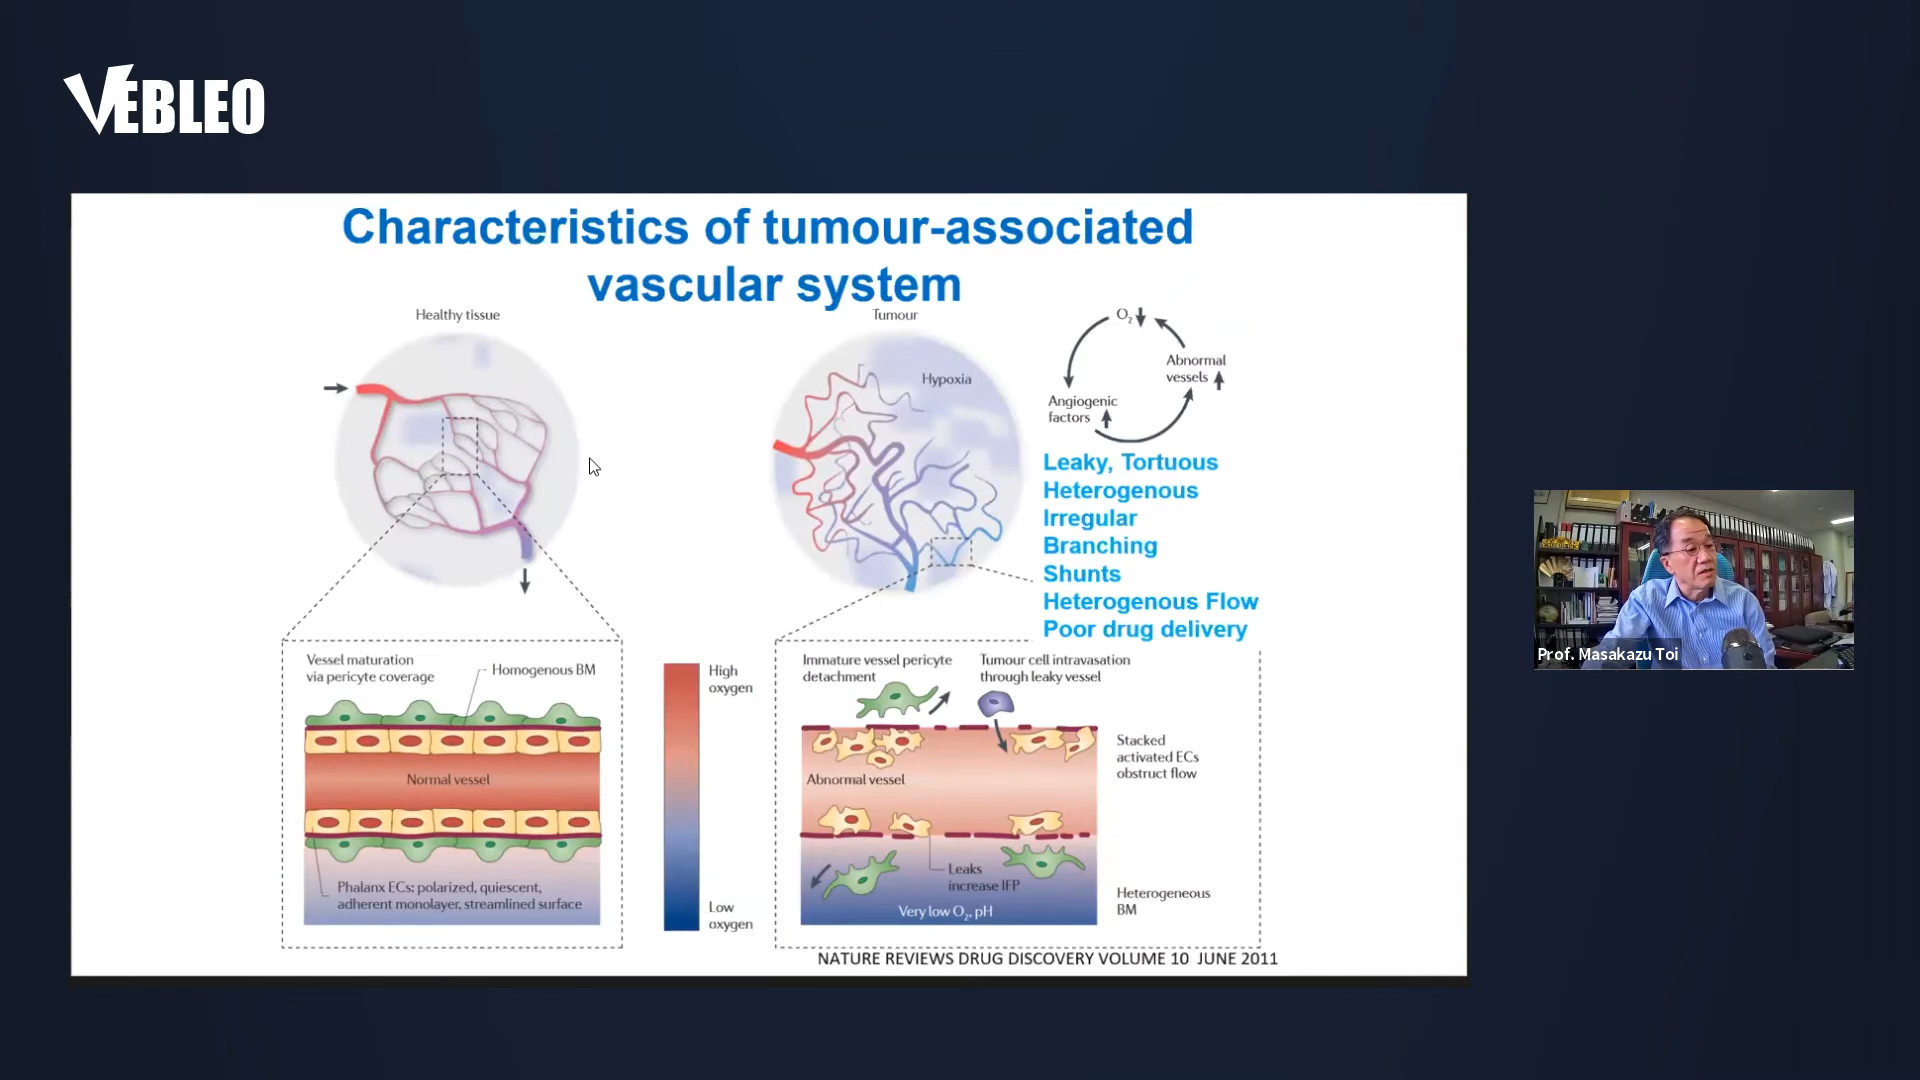 VEBLEO
Characteristics of tumour-associated
vascular system
Healthy tissue
Tumour
Hypoxia
O₂
Abnormal
vessels
Angiogenic
factors
Leaky, Tortuous
Heterogenous
Irregular
Branching
Shunts
Heterogenous Flow
Poor drug delivery
Vessel maturation
via pericyte coverage
Homogenous BM
Normal vessel
Phalanx ECs: polarized, quiescent,
adherent monolayer, streamlined surface
High
oxygen
Low
oxygen
Immature vessel pericyte
detachment
Tumour cell intravasation
through leaky vessel
Abnormal vessel
Stacked
activated ECs
obstruct flow
Leaks
increase IFP
Very low O₂, pH
Heterogeneous
BM
NATURE REVIEWS DRUG DISCOVERY VOLUME 10 JUNE 2011
Prof. Masakazu Toi